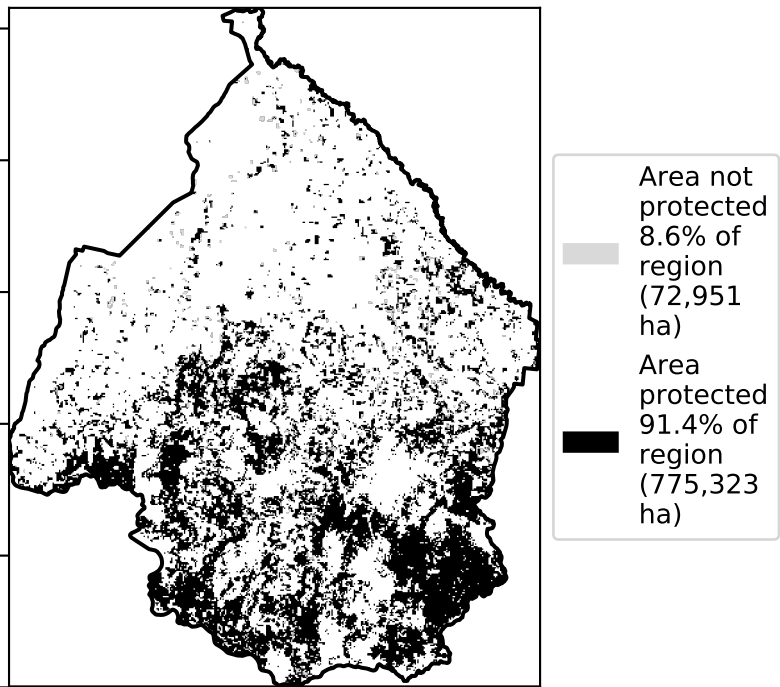 Area not
protected
8.6% of
region
(72,951
ha)
Area
protected
91.4% of
region
(775,323
ha)